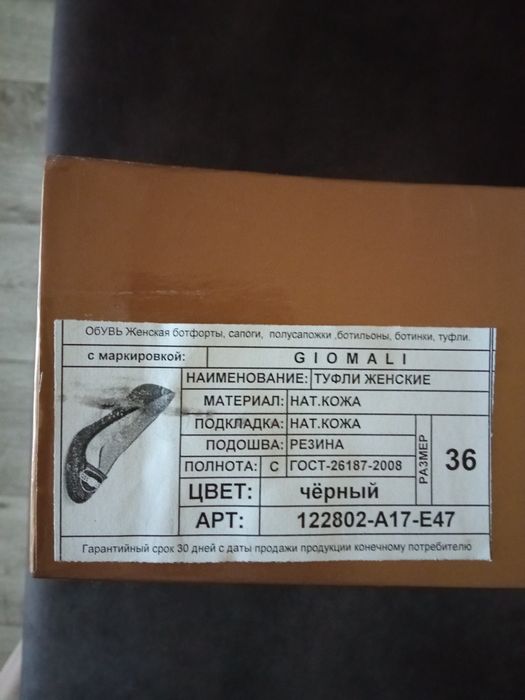 ОбУВЬ Женская ботфорты, сапоги, полусапожки ,ботильоны, ботинки, туфли.
с маркировкой: GIOMALI
НАИМЕНОВАНИЕ: ТУФЛИ ЖЕНСКИЕ
МАТЕРИАЛ: НАТ.КОЖА
ПОДКЛАДКА: НАТ.КОЖА
ПОДОШВА: РЕЗИНА
ПОЛНОТА: С ГОСТ-26187-2008
РАЗМЕР 36
ЦВЕТ: чёрный
АРТ: 122802-А17-Е47
Гарантийный срок 30 дней с даты продажи продукции конечному потребителю